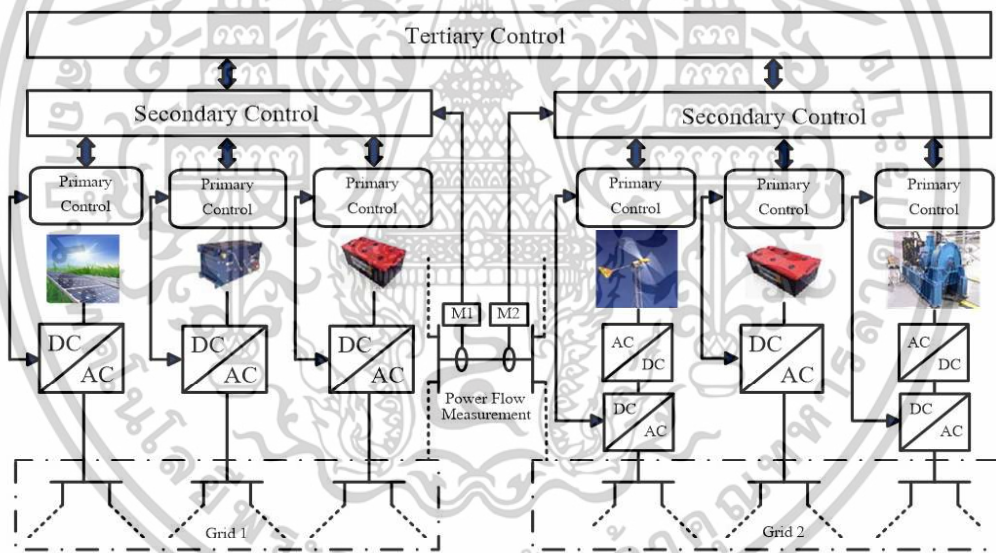 Tertiary Control
Secondary Control
Secondary Control
Primary
Control
Primary
Control
Primary
Control
Primary
Control
Primary
Control
Primary
Control
M1
M2
DC
AC
DC
AC
DC
AC
Power Flow
Measurement
AC
DC
DC
AC
DC
AC
AC
DC
DC
AC
Grid 1
Grid 2